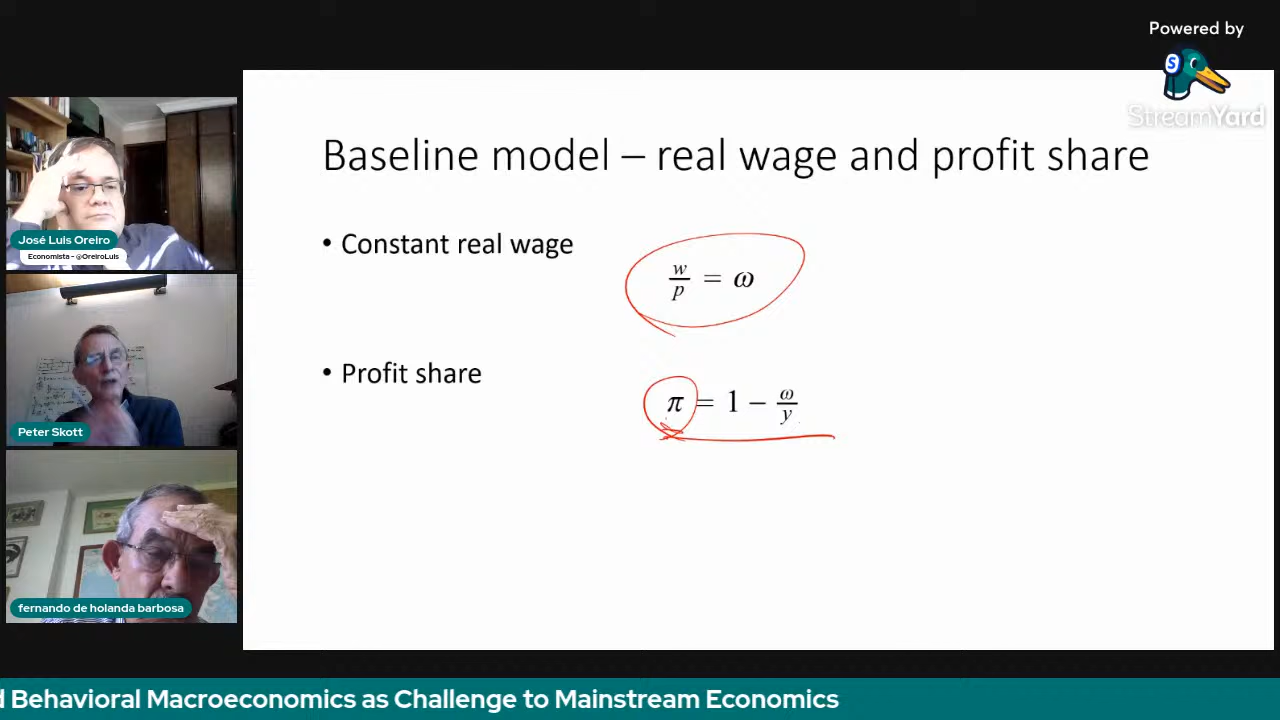 Powered by
StreamYard
Baseline model – real wage and profit share
• Constant real wage
w/p = ω
• Profit share
π = 1 − ω/y
José Luis Oreiro
Economista - @OreiroLuis
Peter Skott
fernando de holanda barbosa
Behavioral Macroeconomics as Challenge to Mainstream Economics